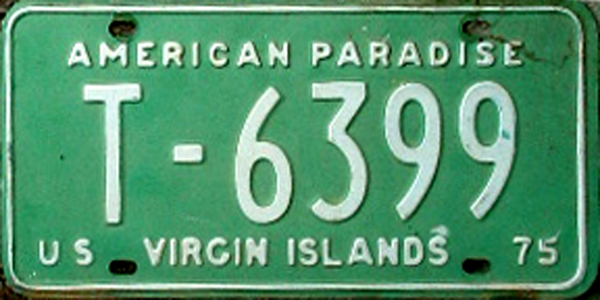 AMERICAN PARADISE
T-6399
US VIRGIN ISLANDS 75